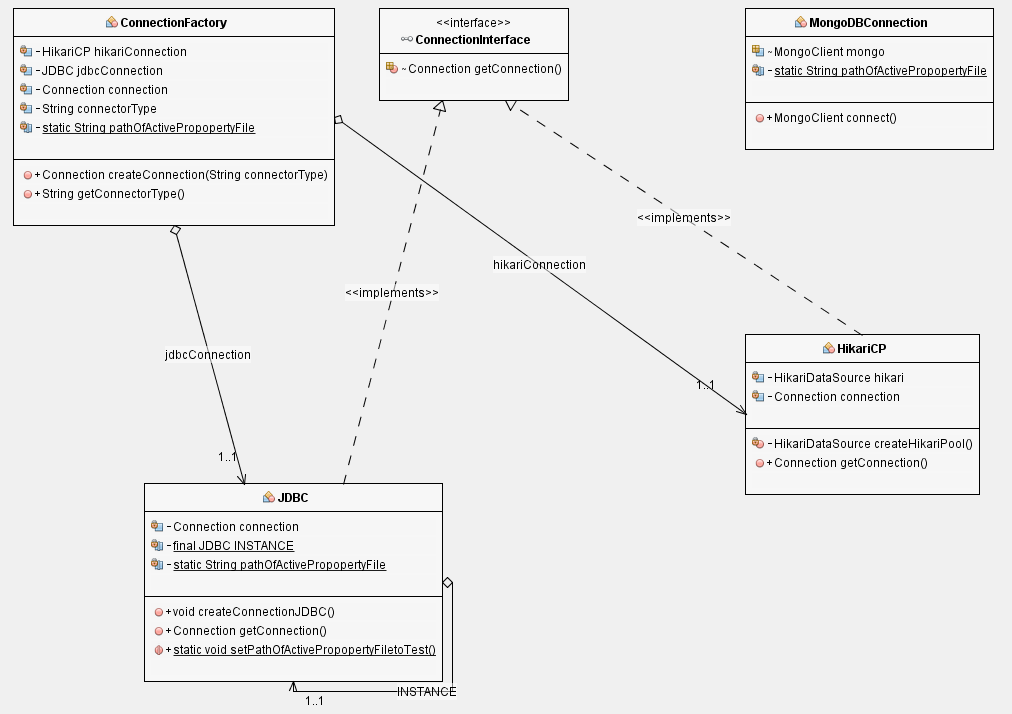 ConnectionFactory
-HikariCP hikariConnection
-JDBC jdbcConnection
-Connection connection
-String connectorType
-static String pathOfActivePropopertyFile
+Connection createConnection(String connectorType)
+String getConnectorType()
<<interface>>
ConnectionInterface
~Connection getConnection()
MongoDBConnection
~MongoClient mongo
-static String pathOfActivePropopertyFile
+MongoClient connect()
<<implements>>
hikariConnection
<<implements>>
jdbcConnection
1..1
1..1
HikariCP
-HikariDataSource hikari
-Connection connection
-HikariDataSource createHikariPool()
+Connection getConnection()
JDBC
-Connection connection
-final JDBC INSTANCE
-static String pathOfActivePropopertyFile
+void createConnectionJDBC()
+Connection getConnection()
+static void setPathOfActivePropopertyFiletoTest()
INSTANCE
1..1